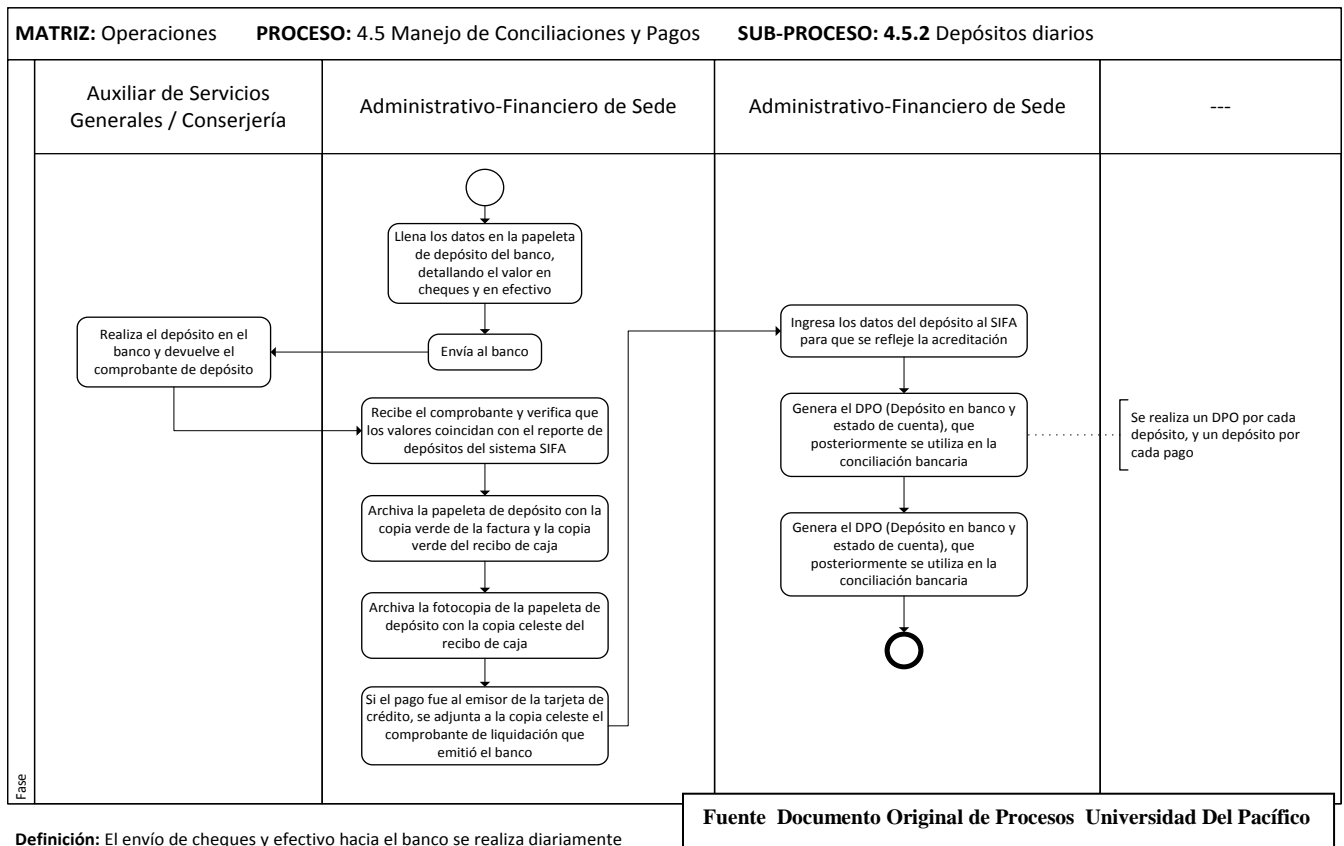 MATRIZ: Operaciones PROCESO: 4.5 Manejo de Conciliaciones y Pagos SUB-PROCESO: 4.5.2 Depósitos diarios
Auxiliar de Servicios
Generales / Conserjería
Administrativo-Financiero de Sede
Administrativo-Financiero de Sede
---
Fase
Llena los datos en la papeleta
de depósito del banco,
detallando el valor en
cheques y en efectivo
Envía al banco
Realiza el depósito en el
banco y devuelve el
comprobante de depósito
Recibe el comprobante y verifica que
los valores coincidan con el reporte de
depósitos del sistema SIFA
Archiva la papeleta de depósito con la
copia verde de la factura y la copia
verde del recibo de caja
Archiva la fotocopia de la papeleta de
depósito con la copia celeste del
recibo de caja
Si el pago fue al emisor de la tarjeta de
crédito, se adjunta a la copia celeste el
comprobante de liquidación que
emitió el banco
Ingresa los datos del depósito al SIFA
para que se refleje la acreditación
Genera el DPO (Depósito en banco y
estado de cuenta), que
posteriormente se utiliza en la
conciliación bancaria
Se realiza un DPO por cada
depósito, y un depósito por
cada pago
Genera el DPO (Depósito en banco y
estado de cuenta), que
posteriormente se utiliza en la
conciliación bancaria
Fuente Documento Original de Procesos Universidad Del Pacífico
Definición: El envío de cheques y efectivo hacia el banco se realiza diariamente